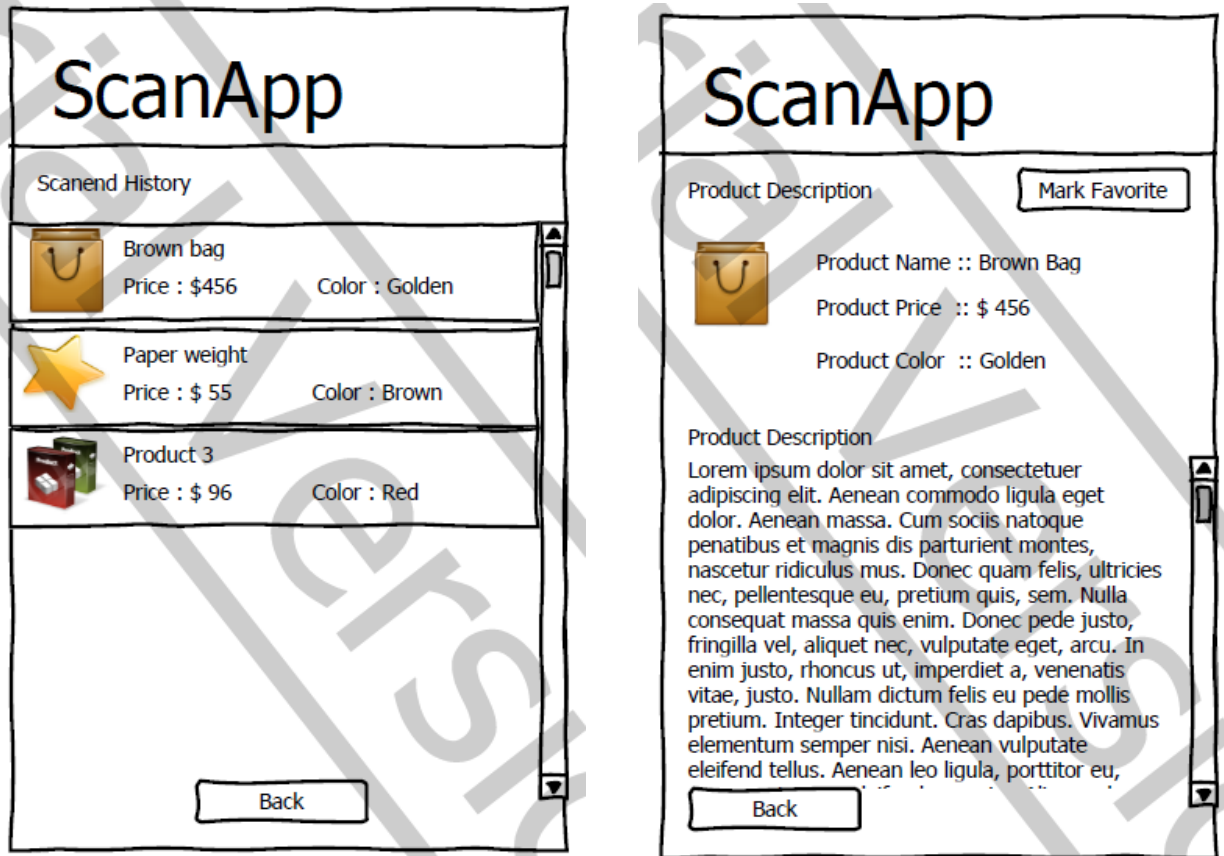 ScanApp
Scanend History
Brown bag
Price : $456 Color : Golden
Paper weight
Price : $ 55 Color : Brown
Product 3
Price : $ 96 Color : Red
Back
ScanApp
Product Description Mark Favorite
Product Name :: Brown Bag
Product Price :: $ 456
Product Color :: Golden
Product Description
Lorem ipsum dolor sit amet, consectetuer
adipiscing elit. Aenean commodo ligula eget
dolor. Aenean massa. Cum sociis natoque
penatibus et magnis dis parturient montes,
nascetur ridiculus mus. Donec quam felis, ultricies
nec, pellentesque eu, pretium quis, sem. Nulla
consequat massa quis enim. Donec pede justo,
fringilla vel, aliquet nec, vulputate eget, arcu. In
enim justo, rhoncus ut, imperdiet a, venenatis
vitae, justo. Nullam dictum felis eu pede mollis
pretium. Integer tincidunt. Cras dapibus. Vivamus
elementum semper nisi. Aenean vulputate
eleifend tellus. Aenean leo ligula, porttitor eu,
Back